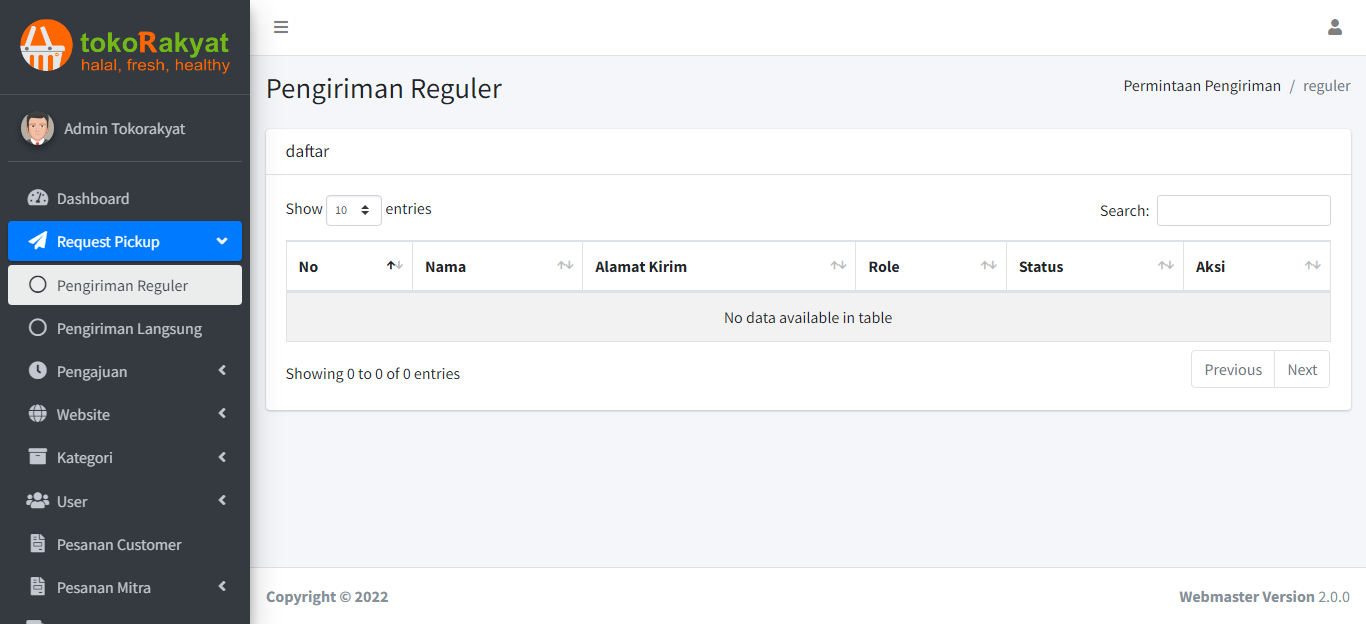 tokoRakyat
halal, fresh, healthy
Admin Tokorakyat
Dashboard
Request Pickup
Pengiriman Reguler
Pengiriman Langsung
Pengajuan
Website
Kategori
User
Pesanan Customer
Pesanan Mitra
Pengiriman Reguler
Permintaan Pengiriman / reguler
daftar
Show 10 entries
Search:
No Nama Alamat Kirim Role Status Aksi
No data available in table
Showing 0 to 0 of 0 entries
Previous Next
Copyright © 2022
Webmaster Version 2.0.0